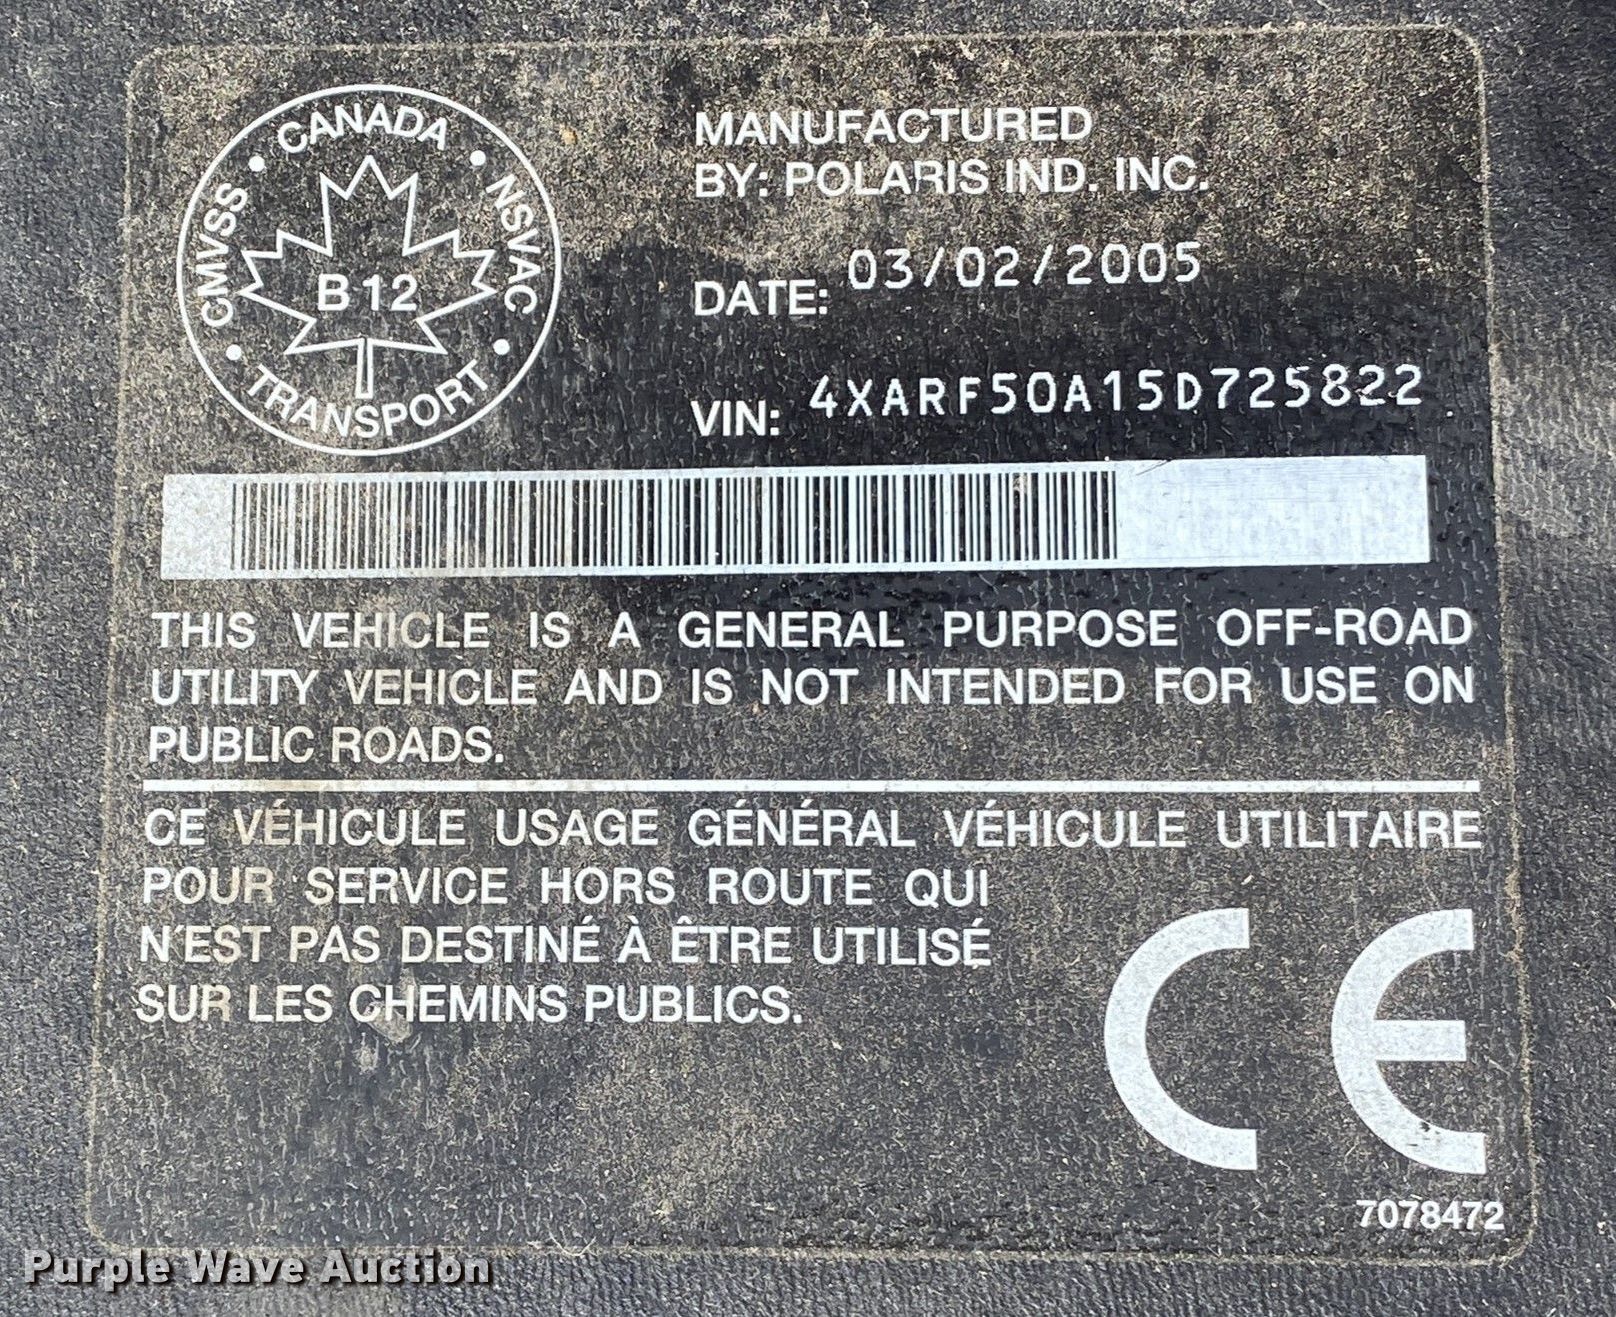 CANADA
CMVSS • NSVAC
B12
TRANSPORT
MANUFACTURED
BY: POLARIS IND. INC.
DATE: 03/02/2005
VIN: 4XARF50A15D725822
THIS VEHICLE IS A GENERAL PURPOSE OFF-ROAD
UTILITY VEHICLE AND IS NOT INTENDED FOR USE ON
PUBLIC ROADS.
CE VÉHICULE USAGE GÉNÉRAL VÉHICULE UTILITAIRE
POUR SERVICE HORS ROUTE QUI
N'EST PAS DESTINÉ À ÊTRE UTILISÉ
SUR LES CHEMINS PUBLICS.
CE
7078472
Purple Wave Auction